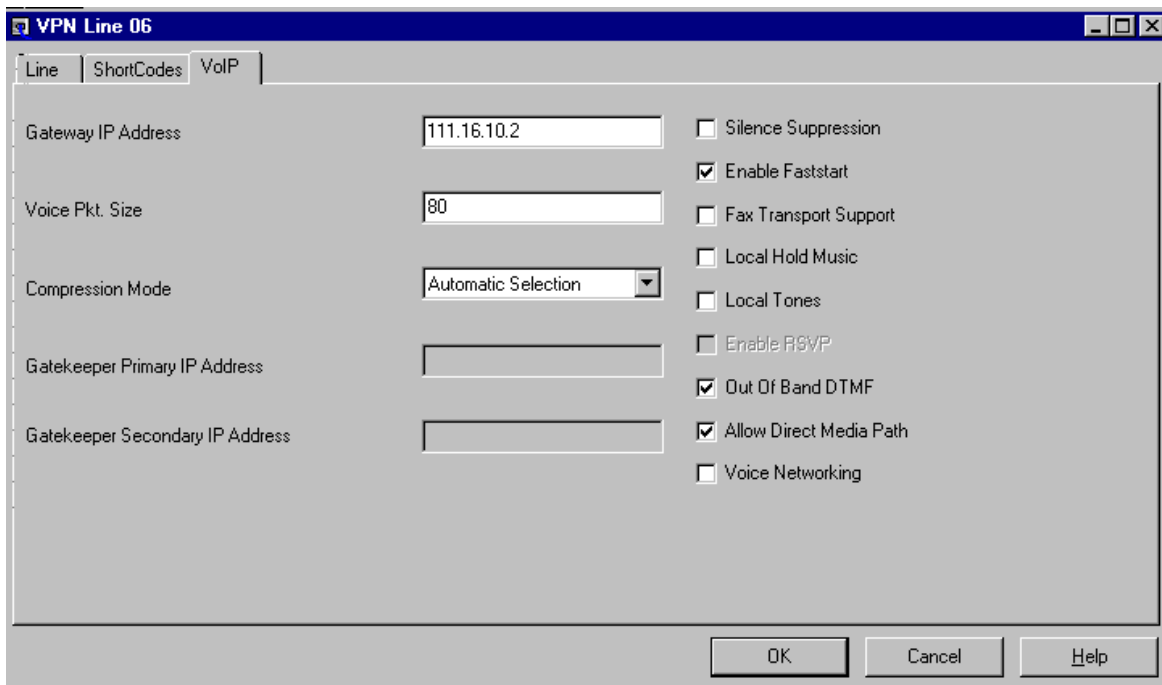 VPN Line 06
Line ShortCodes VoIP
Gateway IP Address 111.16.10.2
Voice Pkt. Size 80
Compression Mode Automatic Selection
Gatekeeper Primary IP Address
Gatekeeper Secondary IP Address
Silence Suppression
Enable Faststart
Fax Transport Support
Local Hold Music
Local Tones
Enable RSVP
Out Of Band DTMF
Allow Direct Media Path
Voice Networking
OK Cancel Help